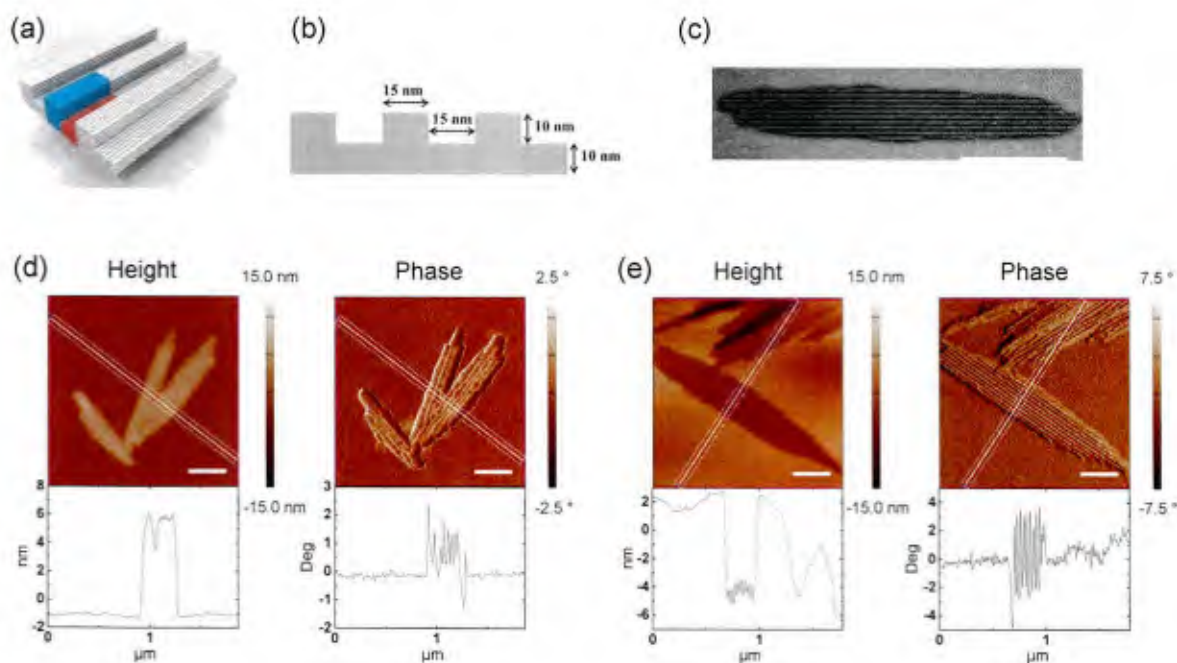 (a)
(b)
15 nm
15 nm
10 nm
10 nm
(c)
(d)
Height
15.0 nm
-15.0 nm
Phase
2.5 °
-2.5 °
(e)
Height
15.0 nm
-15.0 nm
Phase
7.5 °
-7.5 °
8
6
4
2
0
-2
nm
0
1
µm
3
2
1
0
-1
-2
Deg
0
1
µm
2
0
-2
-4
-6
nm
0
1
µm
4
2
0
-2
-4
Deg
0
1
µm